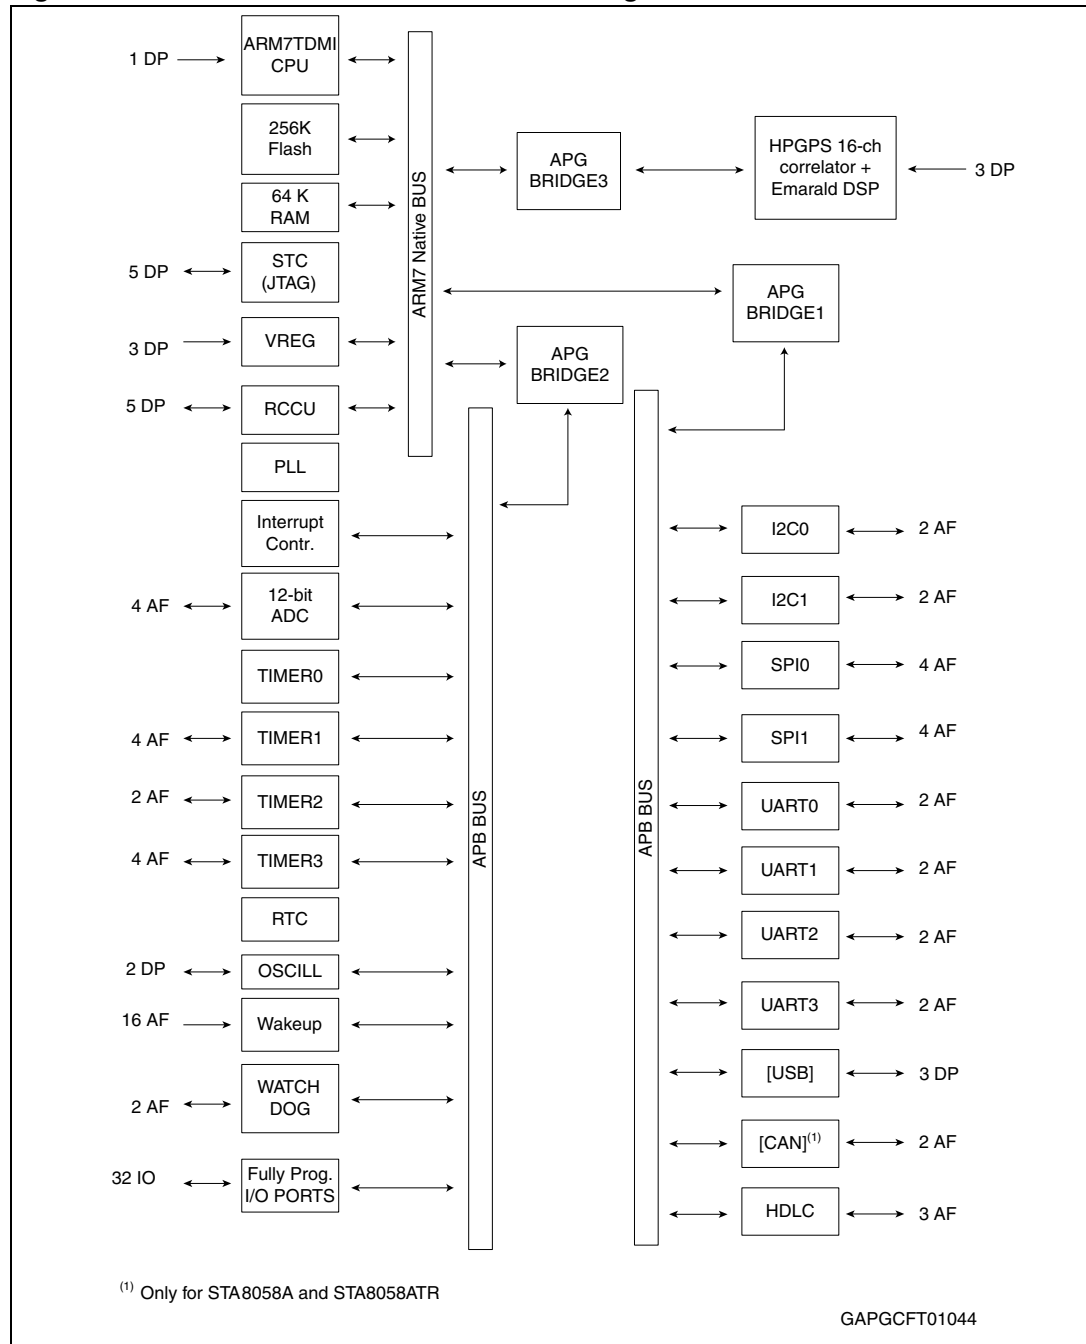 1 DP
ARM7TDMI
CPU
256K
Flash
64 K
RAM
5 DP
STC
(JTAG)
3 DP
VREG
5 DP
RCCU
PLL
Interrupt
Contr.
4 AF
12-bit
ADC
TIMER0
4 AF
TIMER1
2 AF
TIMER2
4 AF
TIMER3
RTC
2 DP
OSCILL
16 AF
Wakeup
2 AF
WATCH
DOG
32 IO
Fully Prog.
I/O PORTS
ARM7 Native BUS
APG
BRIDGE3
HPGPS 16-ch
correlator +
Emarald DSP
3 DP
APG
BRIDGE1
APG
BRIDGE2
APB BUS
APB BUS
I2C0
2 AF
I2C1
2 AF
SPI0
4 AF
SPI1
4 AF
UART0
2 AF
UART1
2 AF
UART2
2 AF
UART3
2 AF
[USB]
3 DP
[CAN](1)
2 AF
HDLC
3 AF
(1) Only for STA8058A and STA8058ATR
GAPGCFT01044